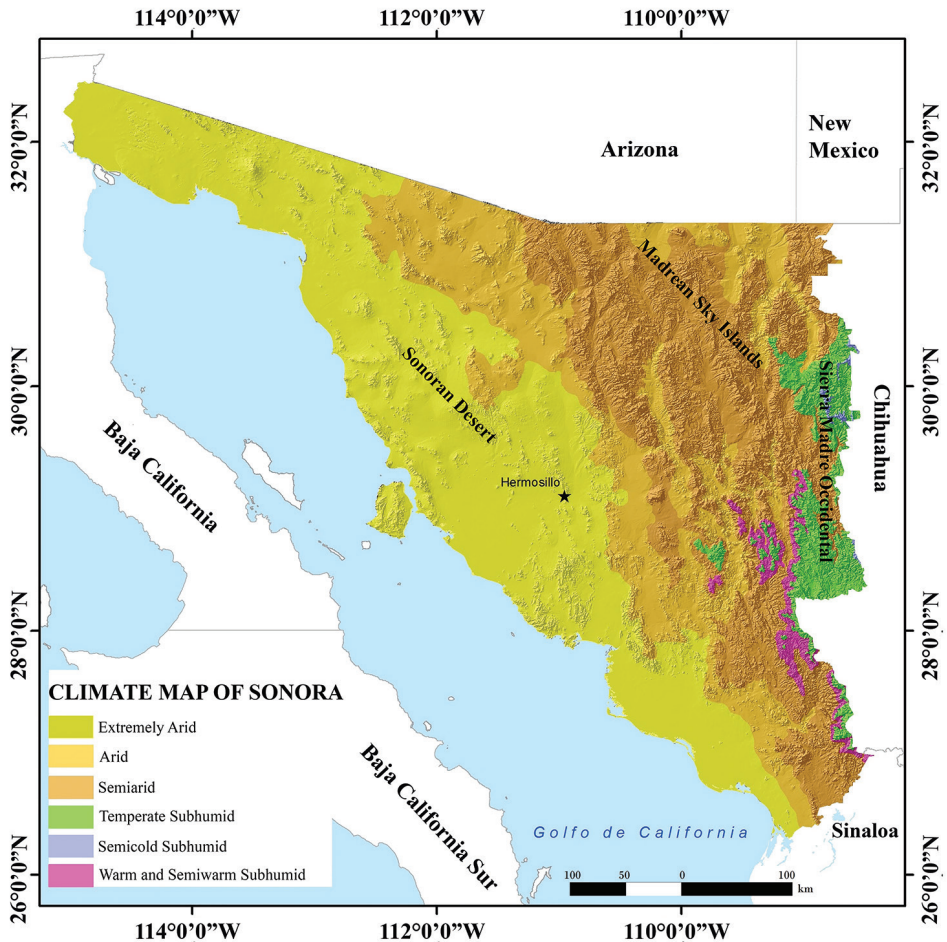 114°0'0"W 112°0'0"W 110°0'0"W
32°0'0"N
32°0'0"N
Arizona
New
Mexico
Madrean Sky Islands
Sonoran Desert
Sierra Madre Occidental
30°0'0"N
30°0'0"N
Chihuahua
Baja California
Hermosillo
28°0'0"N
28°0'0"N
CLIMATE MAP OF SONORA
Extremely Arid
Arid
Semiarid
Temperate Subhumid
Semicold Subhumid
Warm and Semiwarm Subhumid
Baja California Sur
Golfo de California
Sinaloa
100 50 0 100
km
26°0'0"N
26°0'0"N
114°0'0"W 112°0'0"W 110°0'0"W